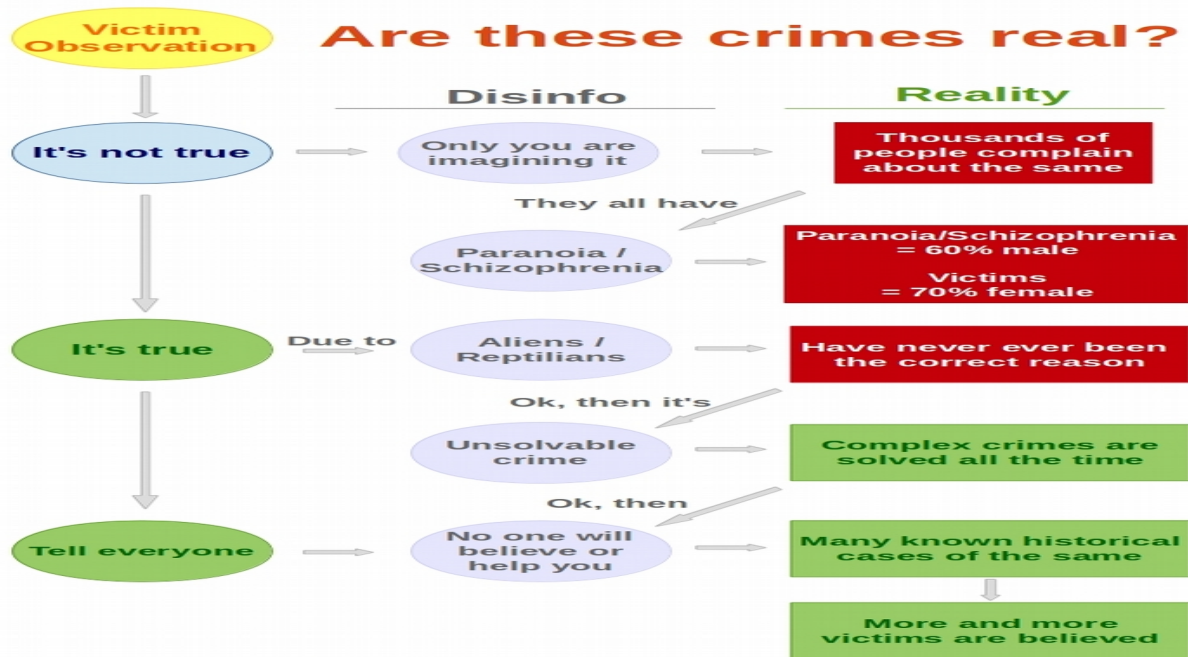 Victim
Observation
Are these crimes real?
Disinfo
Reality
It's not true
Only you are
imagining it
Thousands of
people complain
about the same
They all have
Paranoia /
Schizophrenia
Paranoia/Schizophrenia
= 60% male
Victims
= 70% female
It's true
Due to
Aliens /
Reptilians
Have never ever been
the correct reason
Ok, then it's
Unsolvable
crime
Complex crimes are
solved all the time
Ok, then
Tell everyone
No one will
believe or
help you
Many known historical
cases of the same
More and more
victims are believed